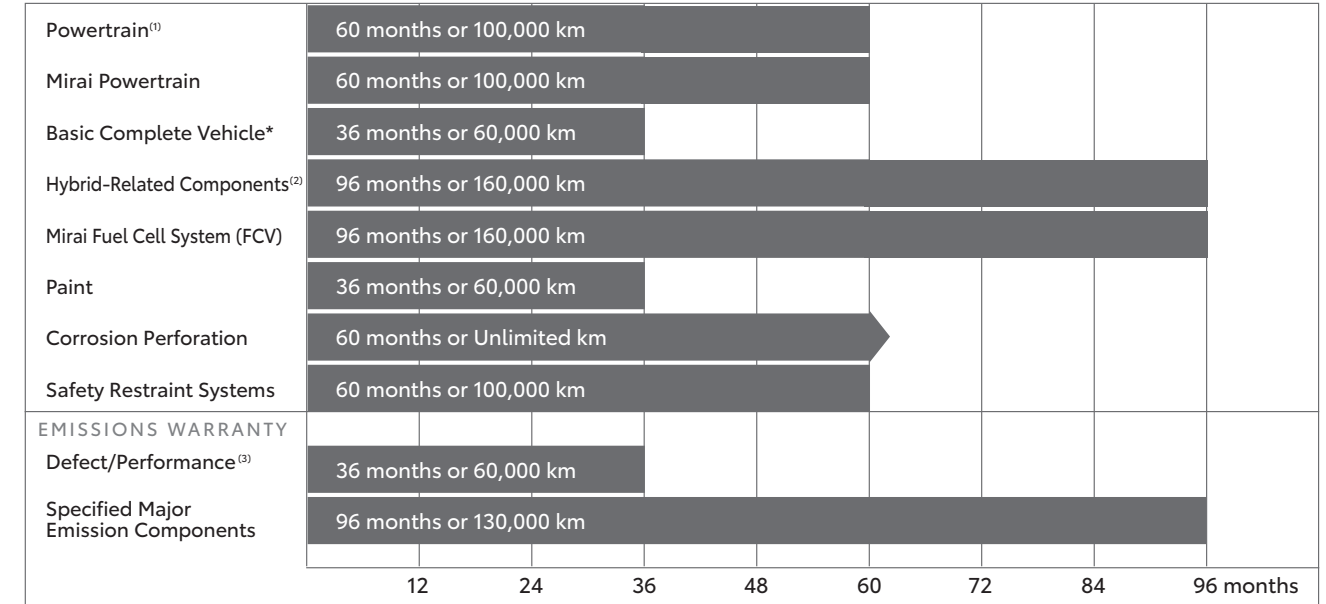 Powertrain(1) 60 months or 100,000 km
Mirai Powertrain 60 months or 100,000 km
Basic Complete Vehicle* 36 months or 60,000 km
Hybrid-Related Components(2) 96 months or 160,000 km
Mirai Fuel Cell System (FCV) 96 months or 160,000 km
Paint 36 months or 60,000 km
Corrosion Perforation 60 months or Unlimited km
Safety Restraint Systems 60 months or 100,000 km
EMISSIONS WARRANTY
Defect/Performance(3) 36 months or 60,000 km
Specified Major
Emission Components 96 months or 130,000 km
12 24 36 48 60 72 84 96 months